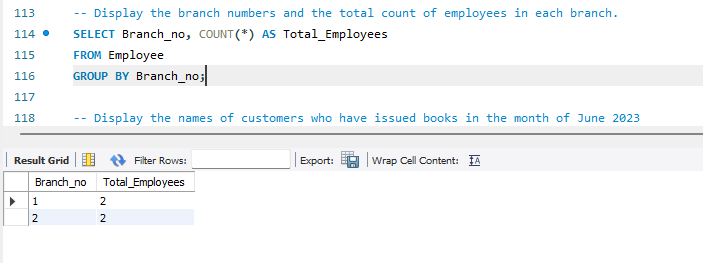 113 -- Display the branch numbers and the total count of employees in each branch.
114 SELECT Branch_no, COUNT(*) AS Total_Employees
115 FROM Employee
116 GROUP BY Branch_no;
117
118 -- Display the names of customers who have issued books in the month of June 2023
Result Grid Filter Rows: Export: Wrap Cell Content:
Branch_no Total_Employees
1 2
2 2